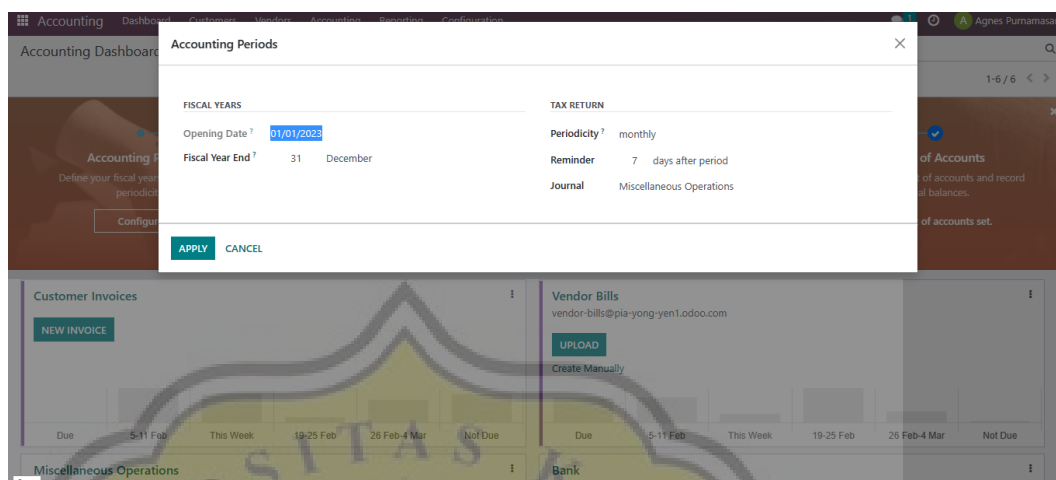 Accounting Dashboard Customers Vendors Accounting Reporting Configuration 1 A Agnes Purnamasar
Accounting Dashboard
Accounting Periods
1-6 / 6
FISCAL YEARS
TAX RETURN
Opening Date ? 01/01/2023
Periodicity ? monthly
Fiscal Year End ? 31 December
Reminder 7 days after period
Journal Miscellaneous Operations
Accounting P
of Accounts
Define your fiscal year
of accounts and record
periodicit
al balances.
Configur
of accounts set.
APPLY CANCEL
Customer Invoices
Vendor Bills
vendor-bills@pia-yong-yen1.odoo.com
NEW INVOICE
UPLOAD
Create Manually
Due 5-11 Feb This Week 19-25 Feb 26 Feb-4 Mar Not Due
Due 5-11 Feb This Week 19-25 Feb 26 Feb-4 Mar Not Due
SITAS
Miscellaneous Operations
Bank